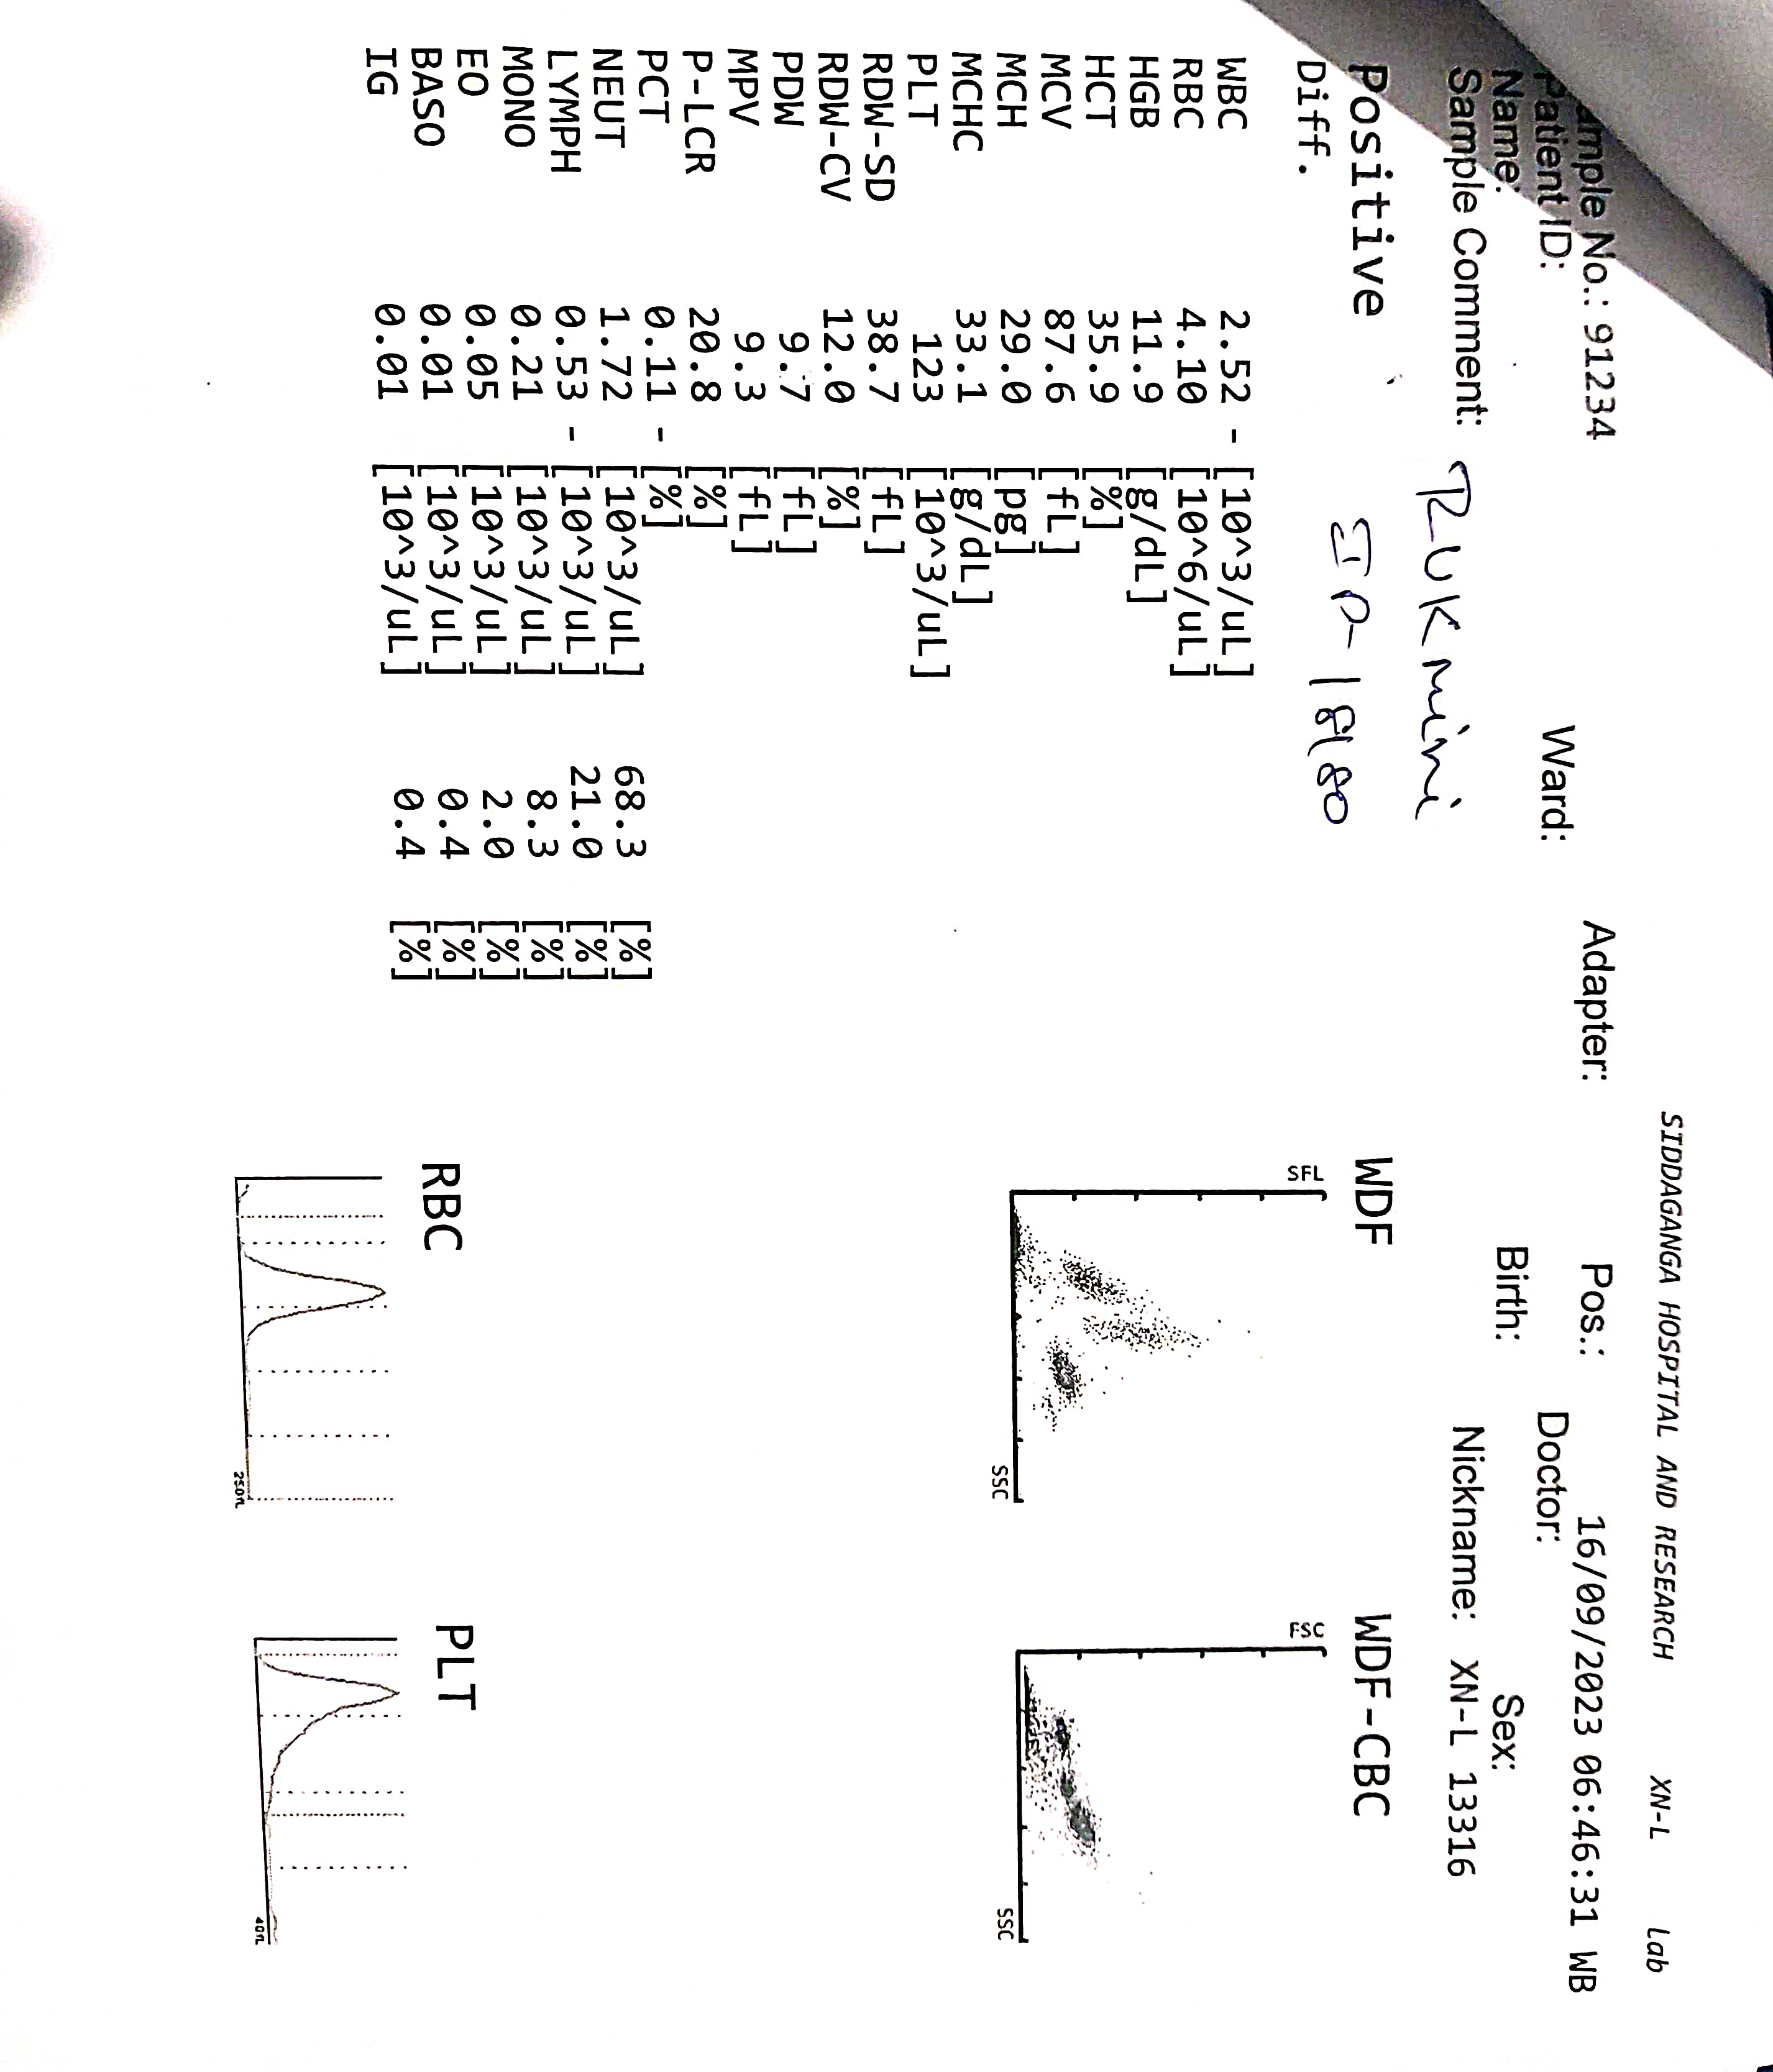 SIDDAGANGA HOSPITAL AND RESEARCH XN-L Lab
ample No.: 91234 Adapter: Pos.: 16/09/2023 06:46:31 WB
Patient ID: Ward: Doctor:
Name: Birth: Sex:
Sample Comment: Nickname: XN-L 13316
Rukmini
Positive
Diff. IP-18180
WBC 2.52 - [10^3/uL]
RBC 4.10 [10^6/uL]
HGB 11.9 [g/dL]
HCT 35.9 [%]
MCV 87.6 [fL]
MCH 29.0 [pg]
MCHC 33.1 [g/dL]
PLT 123 [10^3/uL]
RDW-SD 38.7 [fL]
RDW-CV 12.0 [%]
PDW 9.7 [fL]
MPV 9.3 [fL]
P-LCR 20.8 [%]
PCT 0.11 - [%]
NEUT 1.72 [10^3/uL] 68.3 [%]
LYMPH 0.53 - [10^3/uL] 21.0 [%]
MONO 0.21 [10^3/uL] 8.3 [%]
EO 0.05 [10^3/uL] 2.0 [%]
BASO 0.01 [10^3/uL] 0.4 [%]
IG 0.01 [10^3/uL] 0.4 [%]
WDF WDF-CBC
SFL FSC
SSC SSC
RBC PLT
250fL 40fL